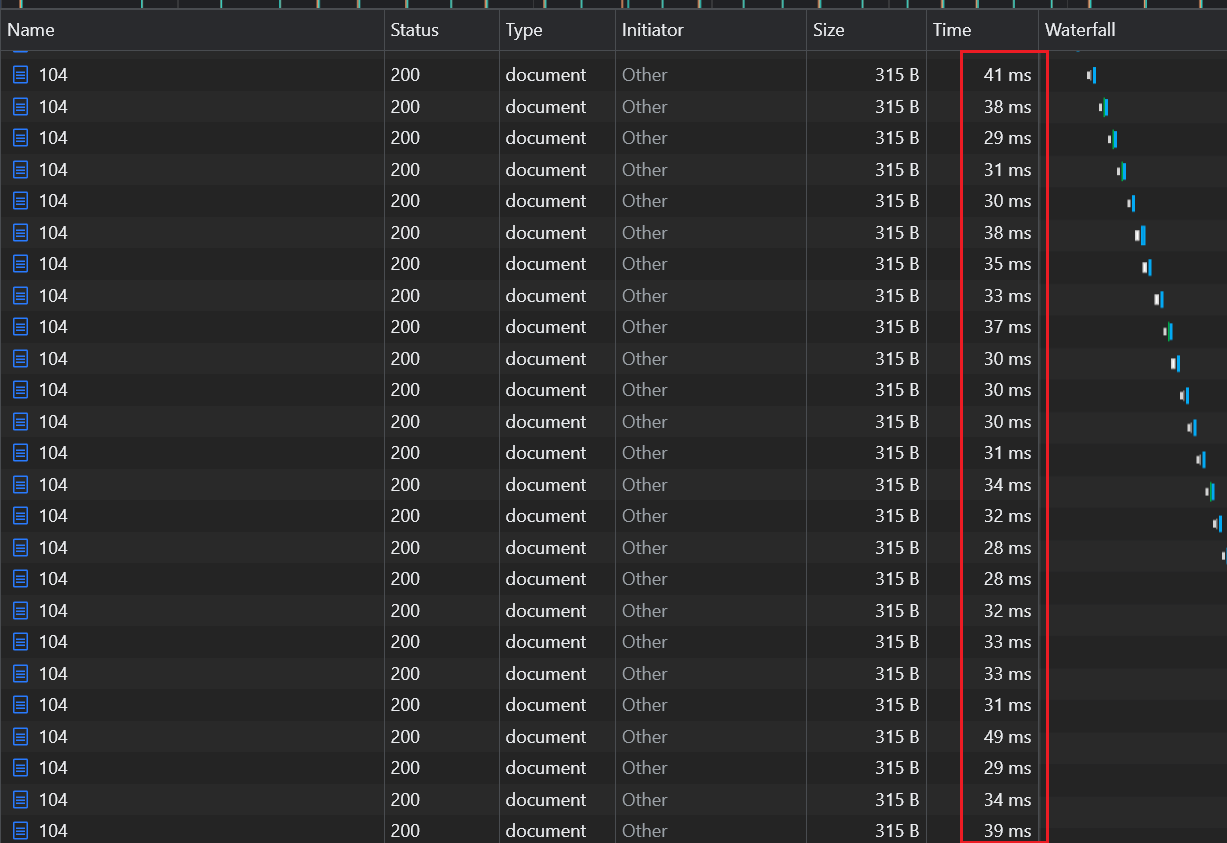 Name Status Type Initiator Size Time Waterfall
104 200 document Other 315 B 41 ms
104 200 document Other 315 B 38 ms
104 200 document Other 315 B 29 ms
104 200 document Other 315 B 31 ms
104 200 document Other 315 B 30 ms
104 200 document Other 315 B 38 ms
104 200 document Other 315 B 35 ms
104 200 document Other 315 B 33 ms
104 200 document Other 315 B 37 ms
104 200 document Other 315 B 30 ms
104 200 document Other 315 B 30 ms
104 200 document Other 315 B 30 ms
104 200 document Other 315 B 31 ms
104 200 document Other 315 B 34 ms
104 200 document Other 315 B 32 ms
104 200 document Other 315 B 28 ms
104 200 document Other 315 B 28 ms
104 200 document Other 315 B 32 ms
104 200 document Other 315 B 33 ms
104 200 document Other 315 B 33 ms
104 200 document Other 315 B 31 ms
104 200 document Other 315 B 49 ms
104 200 document Other 315 B 29 ms
104 200 document Other 315 B 34 ms
104 200 document Other 315 B 39 ms